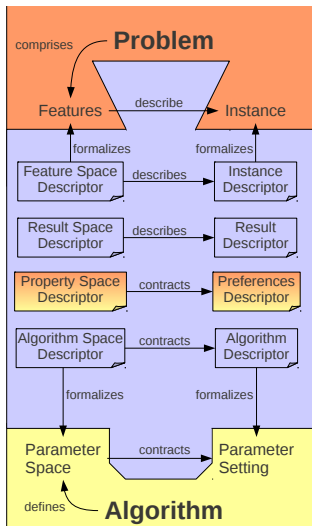 Problem
comprises
Features
describe
Instance
formalizes
formalizes
Feature Space
Descriptor
describes
Instance
Descriptor
Result Space
Descriptor
describes
Result
Descriptor
Property Space
Descriptor
contracts
Preferences
Descriptor
Algorithm Space
Descriptor
contracts
Algorithm
Descriptor
formalizes
formalizes
Parameter
Space
contracts
Parameter
Setting
defines
Algorithm